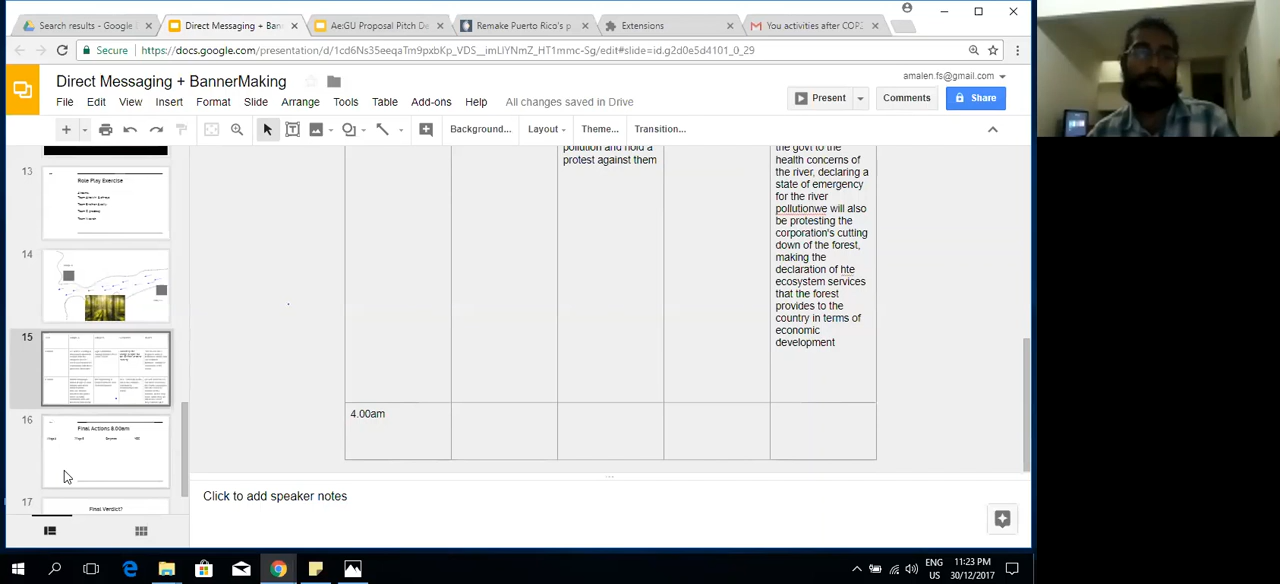 Search results - Google
Direct Messaging + Ban
Ae:GU Proposal Pitch De
Remake Puerto Rico's p
Extensions
You activities after COP2
Secure
https://docs.google.com/presentation/d/1cd6Ns35eeqaTm9pxbKp_VDS__imLlYNmZ_HT1mmc-Sg/edit#slide=id.g2d0e5d4101_0_29
Direct Messaging + BannerMaking
amalen.fs@gmail.com
File Edit View Insert Format Slide Arrange Tools Table Add-ons Help All changes saved in Drive
Present
Comments
Share
Background...
Layout
Theme...
Transition...
13
Role Play Exercise
14
15
16
Final Actions 8.00am
17
Final Verdict?
pollution and hold a
protest against them
the govt to the
health concerns of
the river, declaring a
state of emergency
for the river
pollutionwe will also
be protesting the
corporation's cutting
down of the forest,
making the
declaration of hte
ecosystem services
that the forest
provides to the
country in terms of
economic
development
4.00am
Click to add speaker notes
ENG
US
11:23 PM
30/12/2017